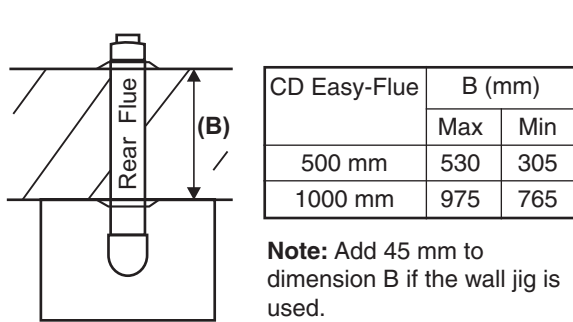 Rear Flue
(B)
CD Easy-Flue B (mm)
Max Min
500 mm 530 305
1000 mm 975 765
Note: Add 45 mm to
dimension B if the wall jig is
used.